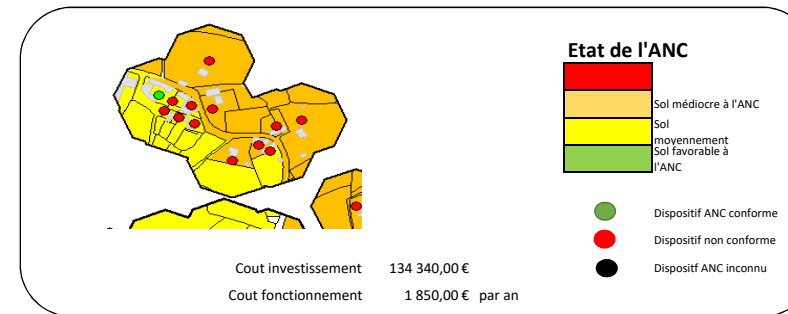 Etat de l'ANC
Sol médiocre à l'ANC
Sol
moyennement
Sol favorable à
l'ANC
Dispositif ANC conforme
Dispositif non conforme
Dispositf ANC inconnu
Cout investissement 134 340,00 €
Cout fonctionnement 1 850,00 € par an